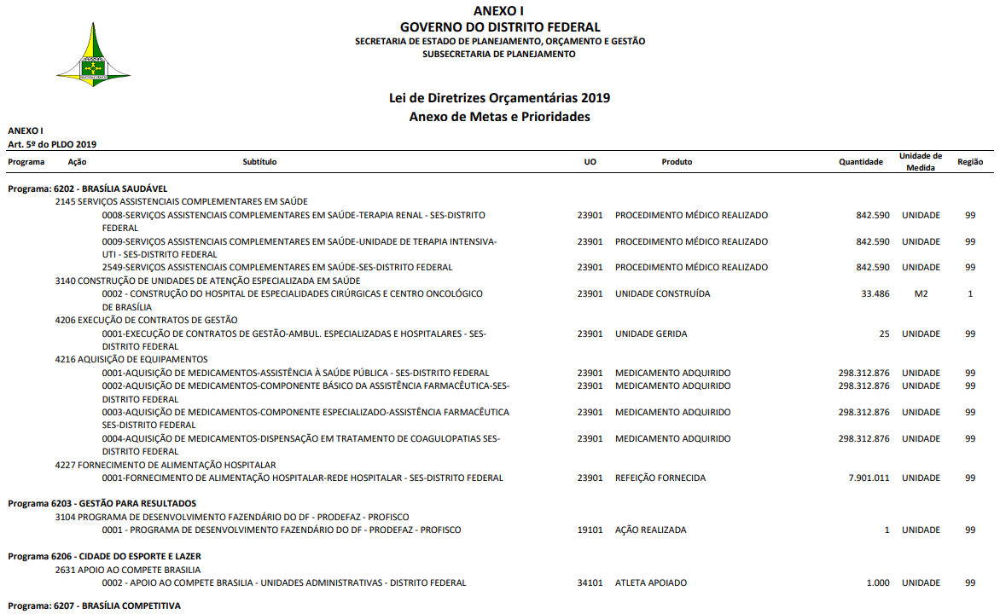 ANEXO I
GOVERNO DO DISTRITO FEDERAL
SECRETARIA DE ESTADO DE PLANEJAMENTO, ORÇAMENTO E GESTÃO
SUBSECRETARIA DE PLANEJAMENTO
Lei de Diretrizes Orçamentárias 2019
Anexo de Metas e Prioridades
ANEXO I
Art. 5º do PLDO 2019
Programa Ação Subtítulo UO Produto Quantidade Unidade de Medida Região
Programa: 6202 - BRASÍLIA SAUDÁVEL
2145 SERVIÇOS ASSISTENCIAIS COMPLEMENTARES EM SAÚDE
0008-SERVIÇOS ASSISTENCIAIS COMPLEMENTARES EM SAÚDE-TERAPIA RENAL - SES-DISTRITO 23901 PROCEDIMENTO MÉDICO REALIZADO 842.590 UNIDADE 99
FEDERAL
0009-SERVIÇOS ASSISTENCIAIS COMPLEMENTARES EM SAÚDE-UNIDADE DE TERAPIA INTENSIVA- 23901 PROCEDIMENTO MÉDICO REALIZADO 842.590 UNIDADE 99
UTI - SES-DISTRITO FEDERAL
2549-SERVIÇOS ASSISTENCIAIS COMPLEMENTARES EM SAÚDE-SES-DISTRITO FEDERAL 23901 PROCEDIMENTO MÉDICO REALIZADO 842.590 UNIDADE 99
3140 CONSTRUÇÃO DE UNIDADES DE ATENÇÃO ESPECIALIZADA EM SAÚDE
0002 - CONSTRUÇÃO DO HOSPITAL DE ESPECIALIDADES CIRÚRGICAS E CENTRO ONCOLÓGICO 23901 UNIDADE CONSTRUÍDA 33.486 M2 1
DE BRASÍLIA
4206 EXECUÇÃO DE CONTRATOS DE GESTÃO
0001-EXECUÇÃO DE CONTRATOS DE GESTÃO-AMBUL. ESPECIALIZADAS E HOSPITALARES - SES- 23901 UNIDADE GERIDA 25 UNIDADE 99
DISTRITO FEDERAL
4216 AQUISIÇÃO DE EQUIPAMENTOS
0001-AQUISIÇÃO DE MEDICAMENTOS-ASSISTÊNCIA À SAÚDE PÚBLICA - SES-DISTRITO FEDERAL 23901 MEDICAMENTO ADQUIRIDO 298.312.876 UNIDADE 99
0002-AQUISIÇÃO DE MEDICAMENTOS-COMPONENTE BÁSICO DA ASSISTÊNCIA FARMACÊUTICA-SES- 23901 MEDICAMENTO ADQUIRIDO 298.312.876 UNIDADE 99
DISTRITO FEDERAL
0003-AQUISIÇÃO DE MEDICAMENTOS-COMPONENTE ESPECIALIZADO-ASSISTÊNCIA FARMACÊUTICA 23901 MEDICAMENTO ADQUIRIDO 298.312.876 UNIDADE 99
SES-DISTRITO FEDERAL
0004-AQUISIÇÃO DE MEDICAMENTOS-DISPENSAÇÃO EM TRATAMENTO DE COAGULOPATIAS SES- 23901 MEDICAMENTO ADQUIRIDO 298.312.876 UNIDADE 99
DISTRITO FEDERAL
4227 FORNECIMENTO DE ALIMENTAÇÃO HOSPITALAR
0001-FORNECIMENTO DE ALIMENTAÇÃO HOSPITALAR-REDE HOSPITALAR - SES-DISTRITO FEDERAL 23901 REFEIÇÃO FORNECIDA 7.901.011 UNIDADE 99
Programa 6203 - GESTÃO PARA RESULTADOS
3104 PROGRAMA DE DESENVOLVIMENTO FAZENDÁRIO DO DF - PRODEFAZ - PROFISCO
0001 - PROGRAMA DE DESENVOLVIMENTO FAZENDÁRIO DO DF - PRODEFAZ - PROFISCO 19101 AÇÃO REALIZADA 1 UNIDADE 99
Programa 6206 - CIDADE DO ESPORTE E LAZER
2631 APOIO AO COMPETE BRASILIA
0002 - APOIO AO COMPETE BRASILIA - UNIDADES ADMINISTRATIVAS - DISTRITO FEDERAL 34101 ATLETA APOIADO 1.000 UNIDADE 99
Programa: 6207 - BRASÍLIA COMPETITIVA